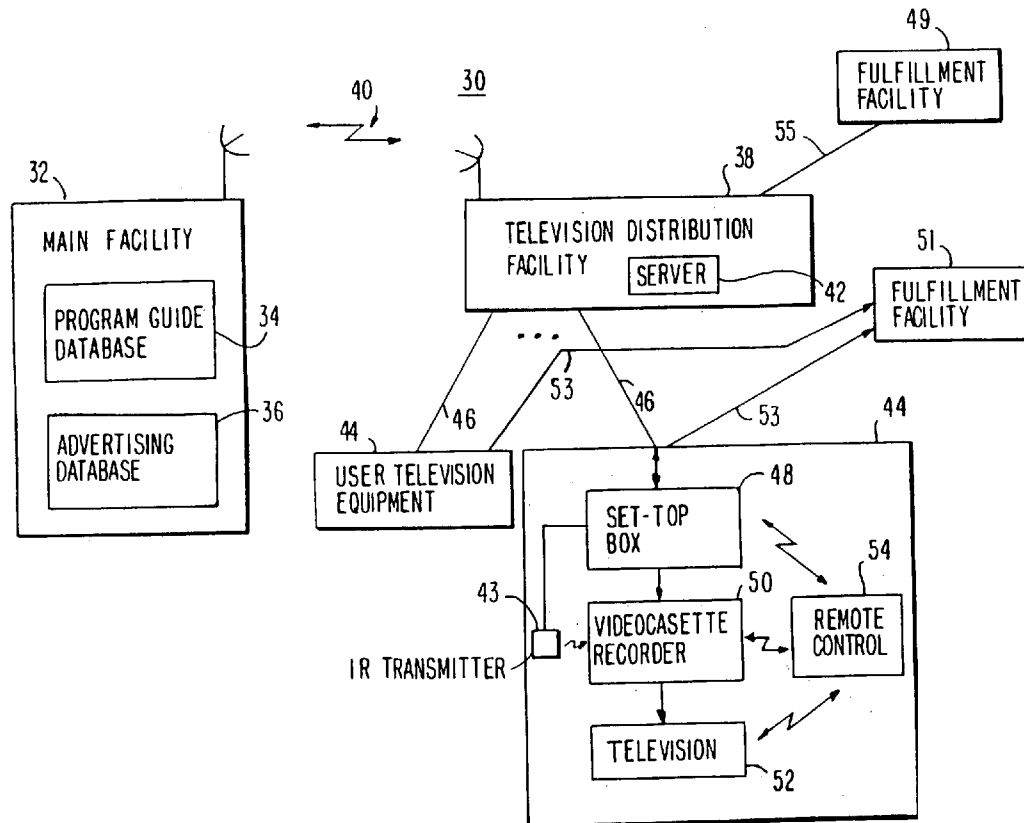 49
FULFILLMENT
FACILITY
30
40
55
32
38
MAIN FACILITY
TELEVISION DISTRIBUTION
FACILITY
SERVER
42
51
FULFILLMENT
FACILITY
PROGRAM GUIDE
DATABASE
34
53
46
46
53
36
ADVERTISING
DATABASE
44
USER TELEVISION
EQUIPMENT
44
48
SET-TOP
BOX
54
43
50
VIDEOCASETTE
RECORDER
REMOTE
CONTROL
IR TRANSMITTER
TELEVISION
52